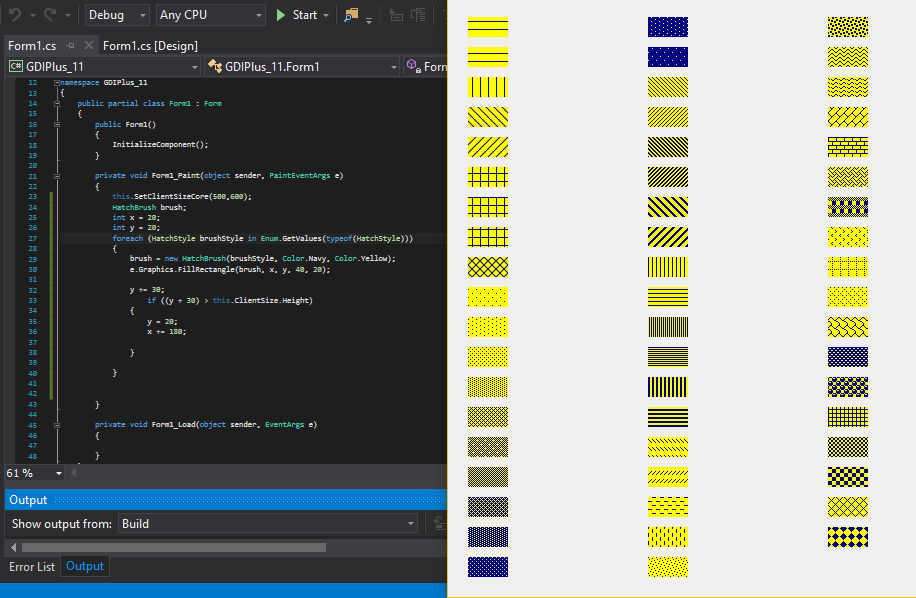 Debug
Any CPU
Start
Form1.cs
Form1.cs [Design]
C# GDIPlus_11
GDIPlus_11.Form1
Form
12 namespace GDIPlus_11
13 {
14 public partial class Form1 : Form
15 {
16 public Form1()
17 {
18 InitializeComponent();
19 }
20
21 private void Form1_Paint(object sender, PaintEventArgs e)
22 {
23 this.SetClientSizeCore(500,600);
24 HatchBrush brush;
25 int x = 20;
26 int y = 20;
27 foreach (HatchStyle brushStyle in Enum.GetValues(typeof(HatchStyle)))
28 {
29 brush = new HatchBrush(brushStyle, Color.Navy, Color.Yellow);
30 e.Graphics.FillRectangle(brush, x, y, 40, 20);
31
32 y += 30;
33 if ((y + 30) > this.ClientSize.Height)
34 {
35 y = 20;
36 x += 180;
37
38 }
39
40 }
41
42
43 }
44
45 private void Form1_Load(object sender, EventArgs e)
46 {
47
48 }
61 %
Output
Show output from: Build
Error List
Output